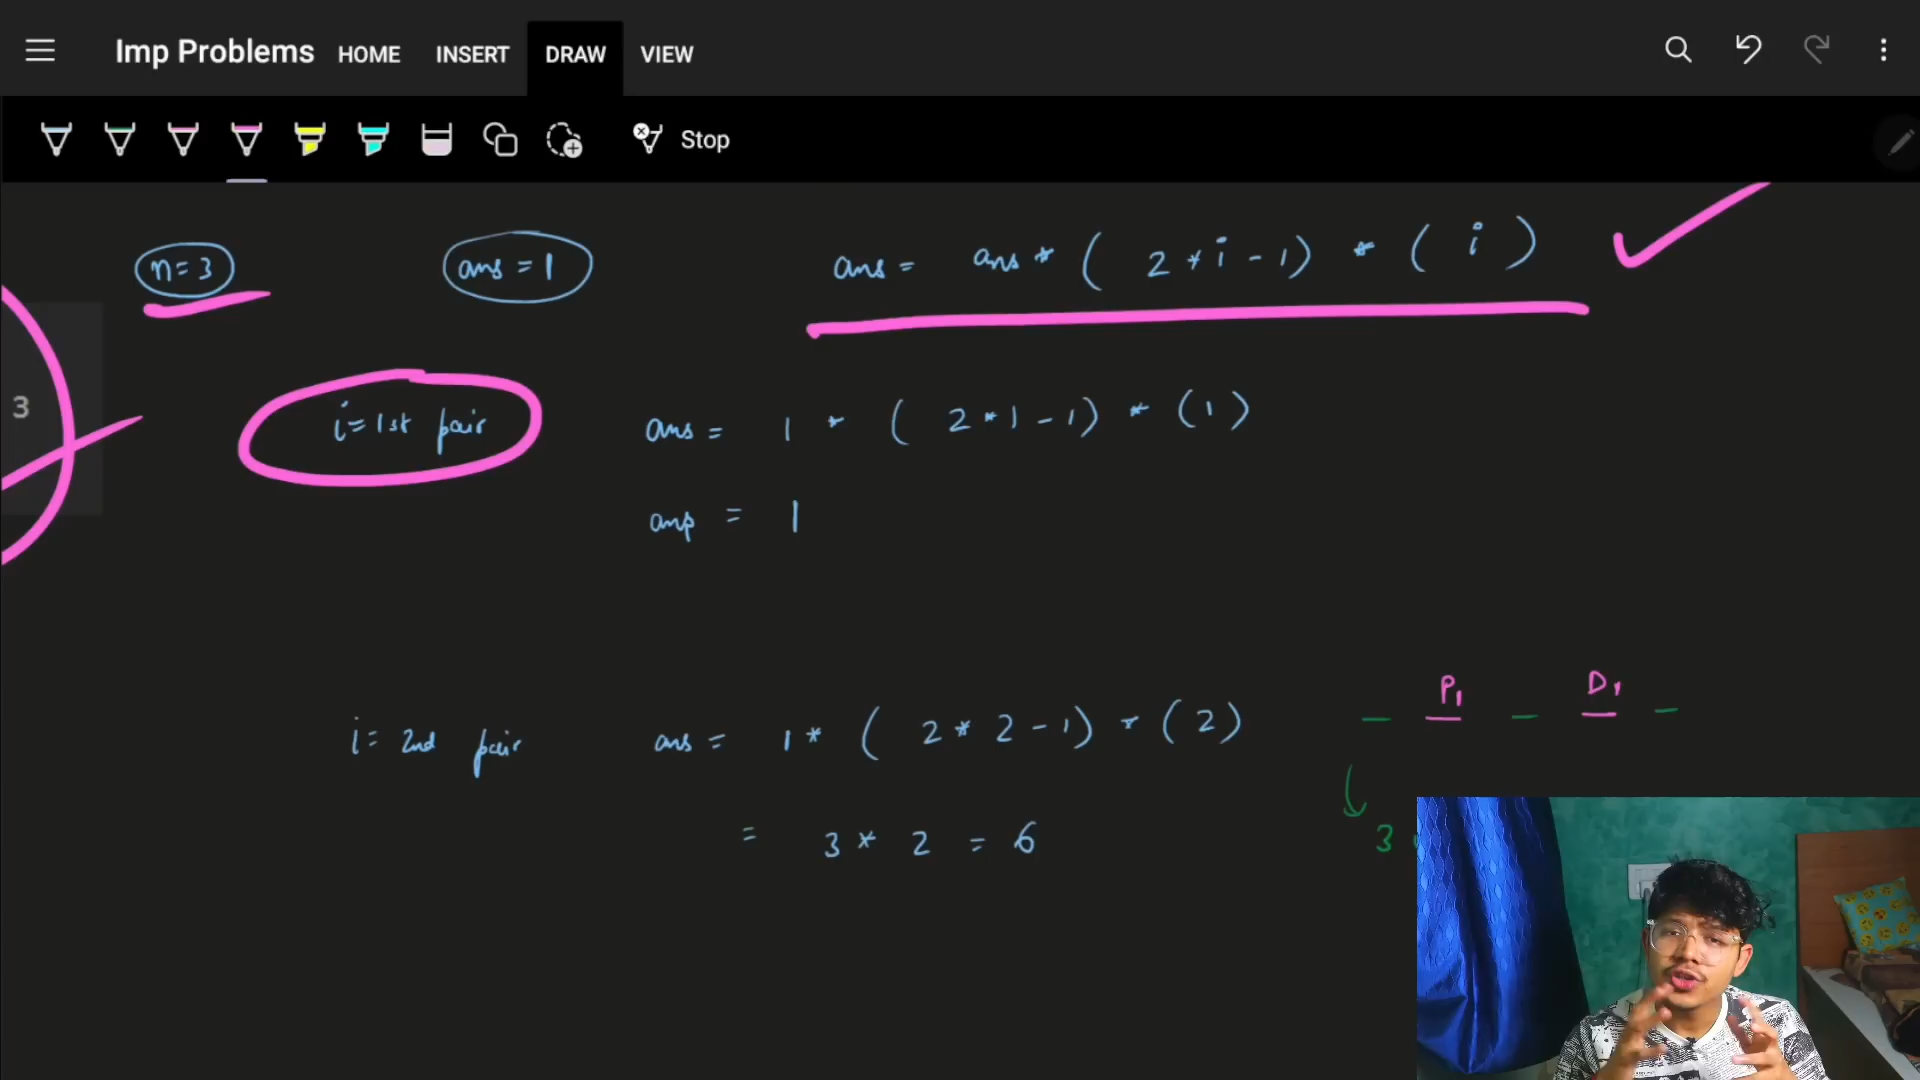 Imp Problems HOME INSERT DRAW VIEW
Stop
n=3 ans = 1 ans = ans * ( 2 * i - 1) * ( i )
3
i= 1st pair ans = 1 * ( 2 * 1 - 1) * (1)
ans = 1
P1 D1
i= 2nd pair ans = 1 * ( 2 * 2 - 1) * (2)
= 3 * 2 = 6
3